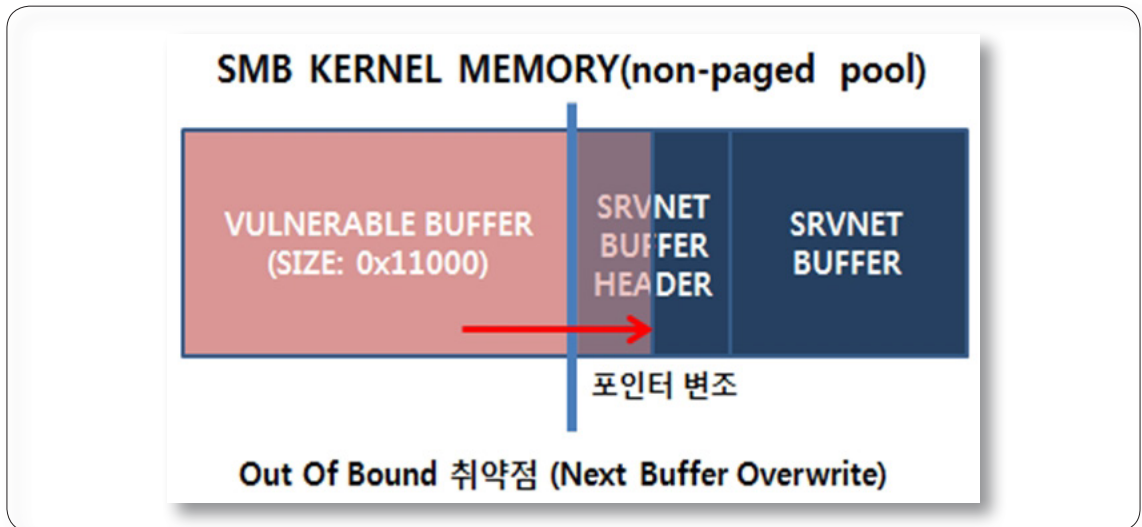 SMB KERNEL MEMORY(non-paged pool)
VULNERABLE BUFFER
(SIZE: 0x11000)
SRVNET
BUFFER
HEADER
SRVNET
BUFFER
포인터 변조
Out Of Bound 취약점 (Next Buffer Overwrite)